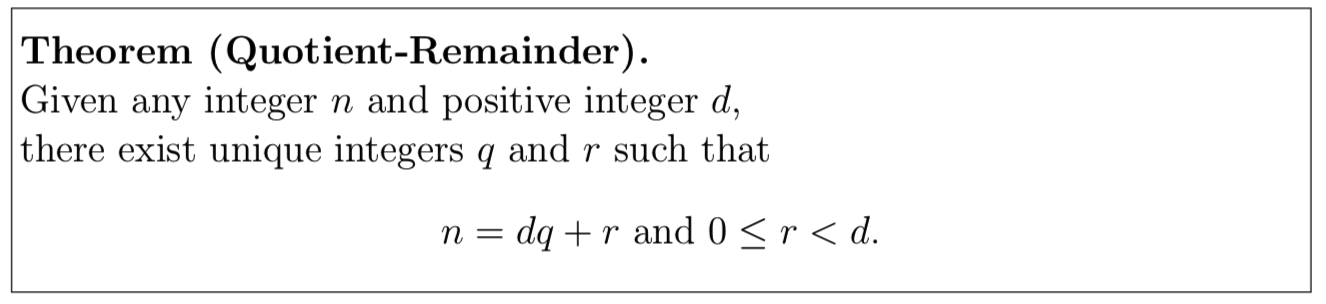 Theorem (Quotient-Remainder).
Given any integer n and positive integer d,
there exist unique integers q and r such that
n = dq + r and 0 ≤ r < d.